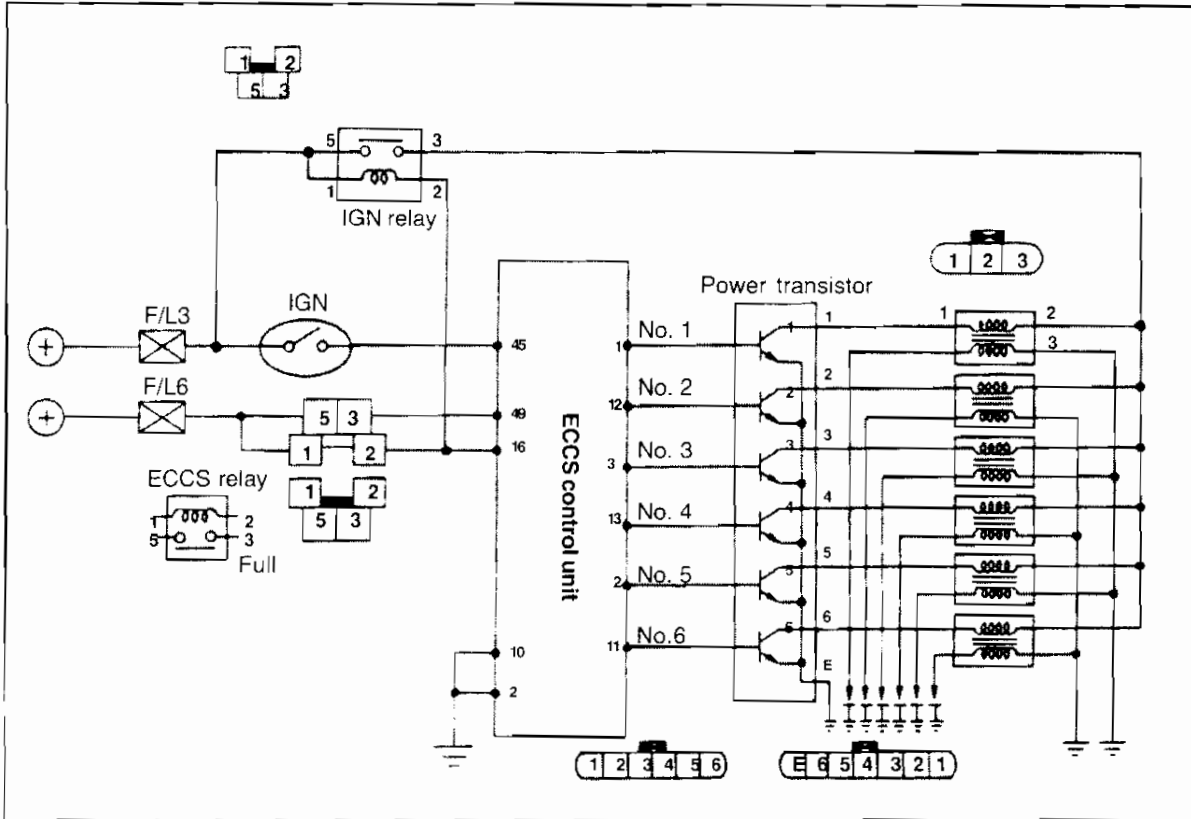 1 2
5 3
5 3
1 2
IGN relay
1 2 3
Power transistor
F/L3
IGN
+
45
1
No. 1
1
1
1
2
3
F/L6
+
5 3
49
12
No. 2
2
2
1 2
16
3
No. 3
3
3
ECCS relay
1 2
5 3
1 2
5 3
Full
ECCS control unit
13
No. 4
4
4
2
No. 5
5
5
11
No.6
6
6
E
10
2
1 2 3 4 5 6
E 6 5 4 3 2 1